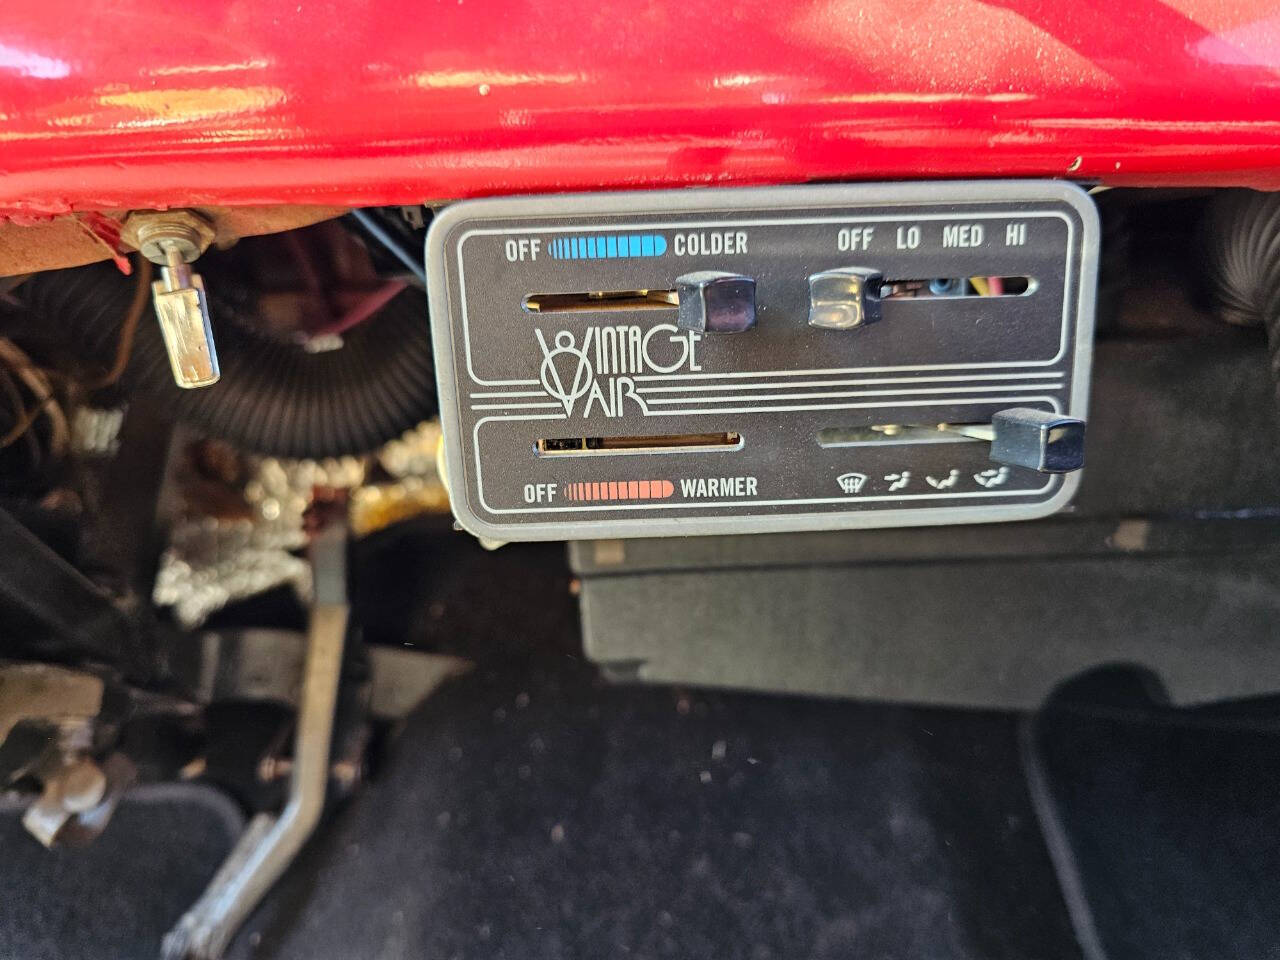 OFF COLDER OFF LO MED HI
VINTAGE
AIR
OFF WARMER